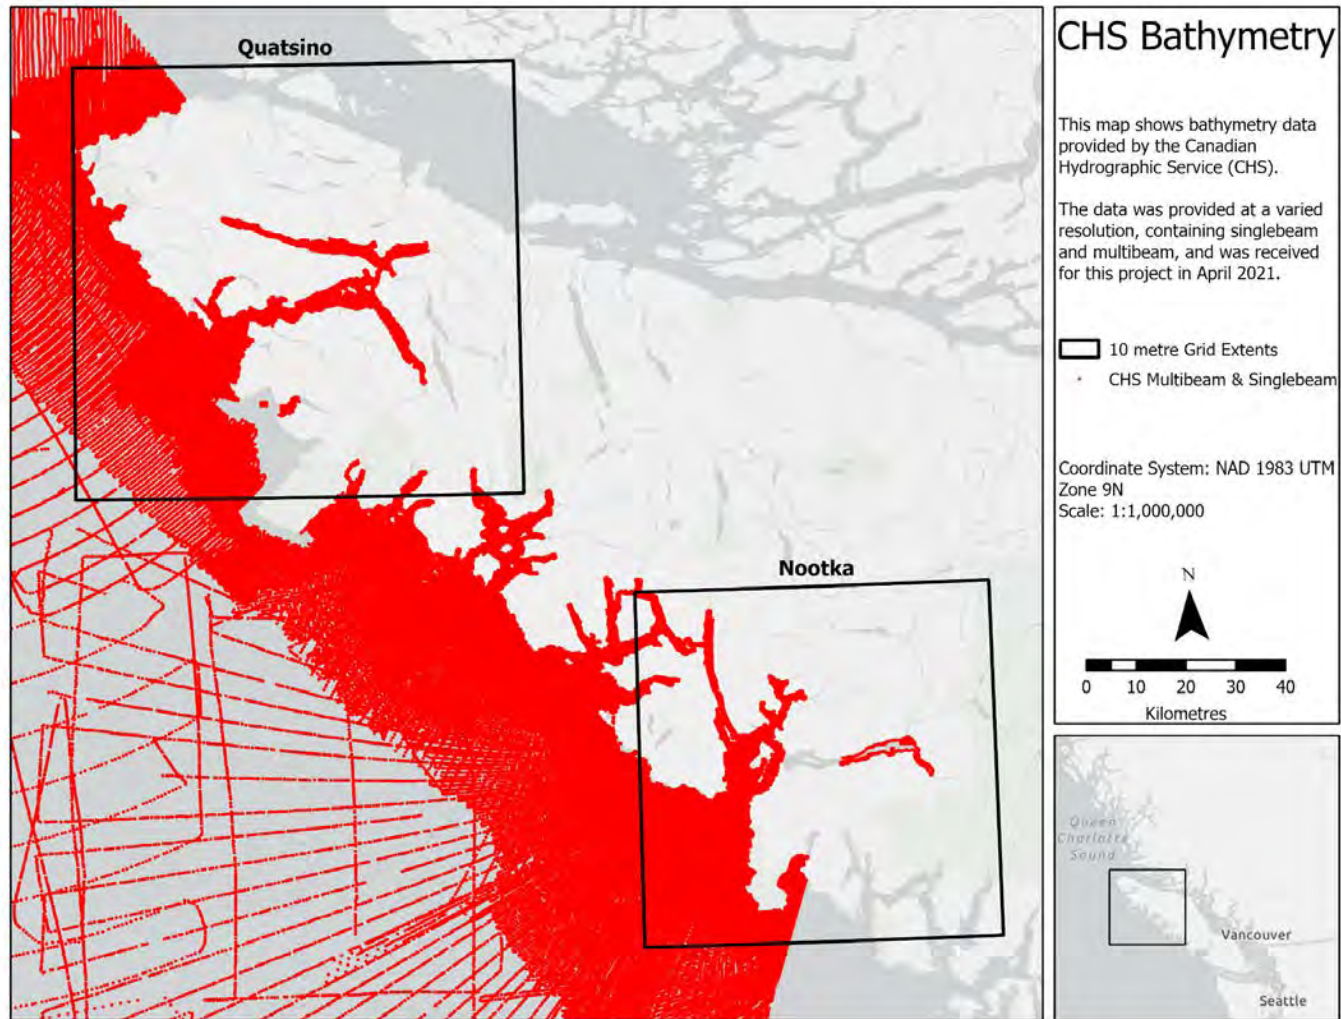 Quatsino
Nootka
CHS Bathymetry
This map shows bathymetry data
provided by the Canadian
Hydrographic Service (CHS).
The data was provided at a varied
resolution, containing singlebeam
and multibeam, and was received
for this project in April 2021.
10 metre Grid Extents
CHS Multibeam & Singlebeam
Coordinate System: NAD 1983 UTM
Zone 9N
Scale: 1:1,000,000
N
0 10 20 30 40
Kilometres
Queen
Charlotte
Sound
Vancouver
Seattle